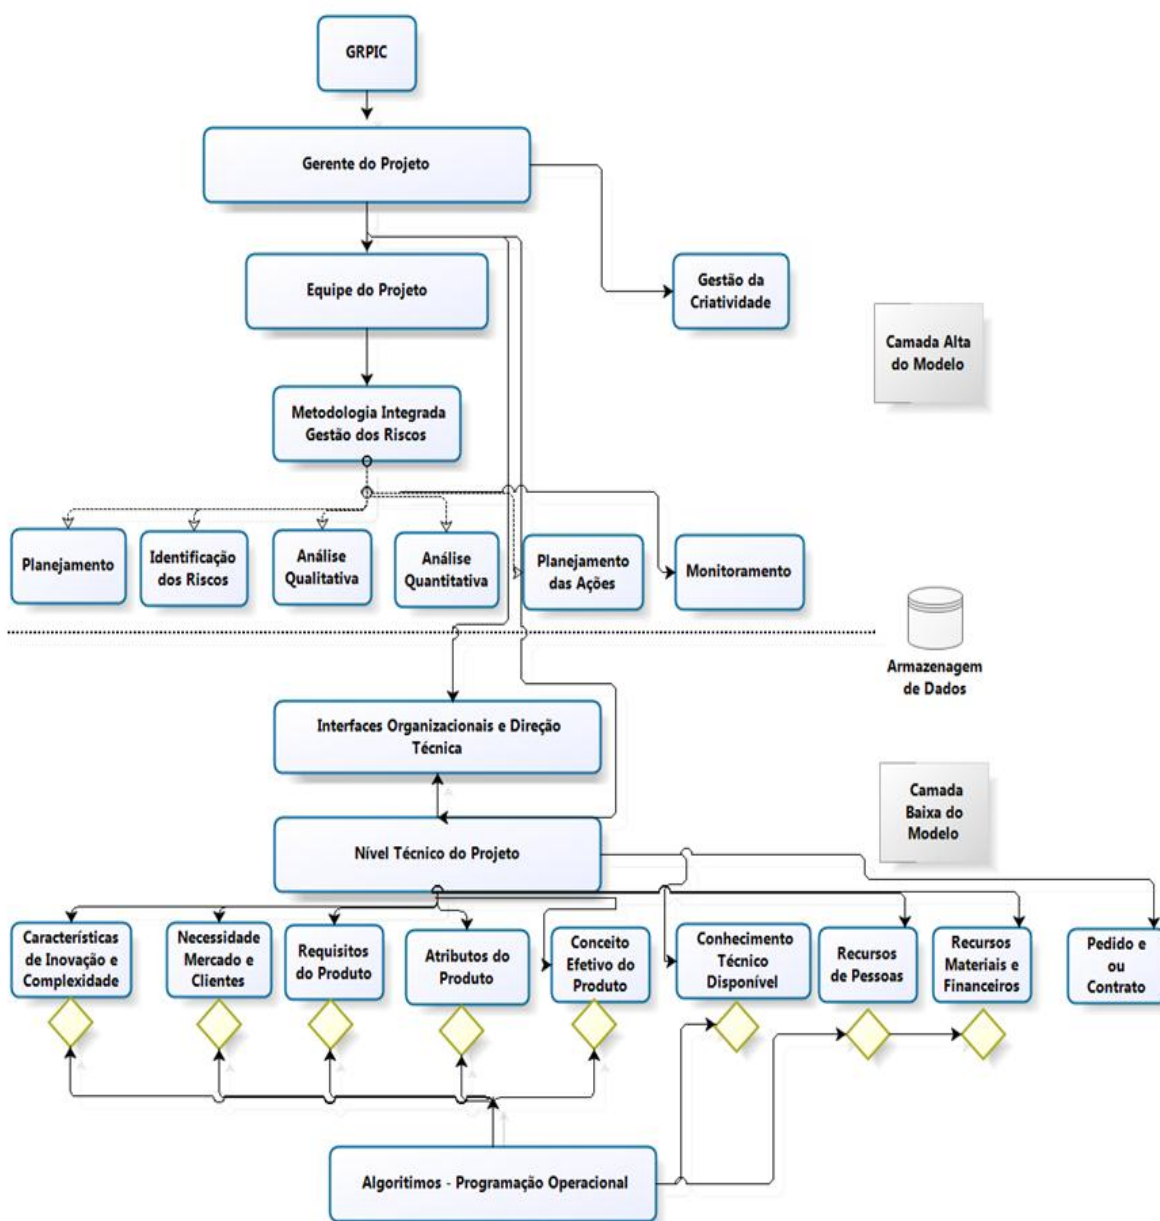 GRPIC
Gerente do Projeto
Equipe do Projeto
Gestão da
Criatividade
Camada Alta
do Modelo
Metodologia Integrada
Gestão dos Riscos
Planejamento
Identificação
dos Riscos
Análise
Qualitativa
Análise
Quantitativa
Planejamento
das Ações
Monitoramento
Armazenagem
de Dados
Interfaces Organizacionais e Direção
Técnica
Camada
Baixa do
Modelo
Nível Técnico do Projeto
Características
de Inovação e
Complexidade
Necessidade
Mercado e
Clientes
Requisitos
do Produto
Atributos do
Produto
Conceito
Efetivo do
Produto
Conhecimento
Técnico
Disponível
Recursos
de Pessoas
Recursos
Materiais e
Financeiros
Pedido e
ou
Contrato
Algoritimos - Programação Operacional